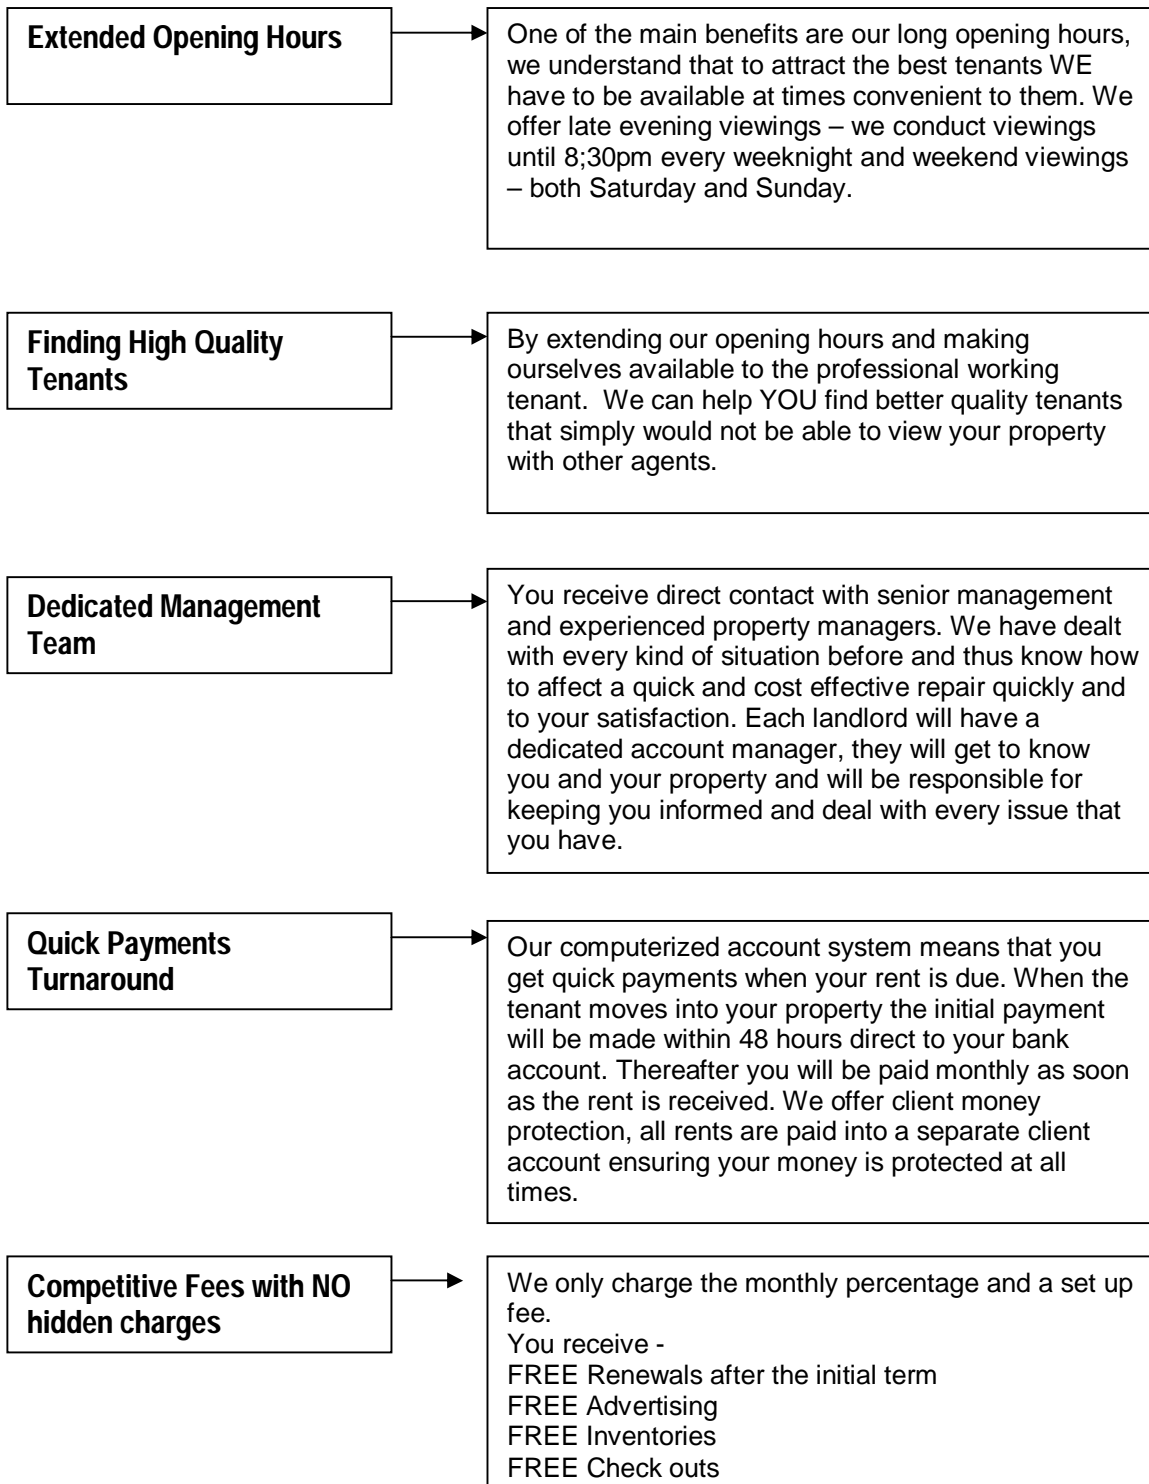 Extended Opening Hours
One of the main benefits are our long opening hours,
we understand that to attract the best tenants WE
have to be available at times convenient to them. We
offer late evening viewings – we conduct viewings
until 8;30pm every weeknight and weekend viewings
– both Saturday and Sunday.
Finding High Quality
Tenants
By extending our opening hours and making
ourselves available to the professional working
tenant.  We can help YOU find better quality tenants
that simply would not be able to view your property
with other agents.
Dedicated Management
Team
You receive direct contact with senior management
and experienced property managers. We have dealt
with every kind of situation before and thus know how
to affect a quick and cost effective repair quickly and
to your satisfaction. Each landlord will have a
dedicated account manager, they will get to know
you and your property and will be responsible for
keeping you informed and deal with every issue that
you have.
Quick Payments
Turnaround
Our computerized account system means that you
get quick payments when your rent is due. When the
tenant moves into your property the initial payment
will be made within 48 hours direct to your bank
account. Thereafter you will be paid monthly as soon
as the rent is received. We offer client money
protection, all rents are paid into a separate client
account ensuring your money is protected at all
times.
Competitive Fees with NO
hidden charges
We only charge the monthly percentage and a set up
fee.
You receive -
FREE Renewals after the initial term
FREE Advertising
FREE Inventories
FREE Check outs